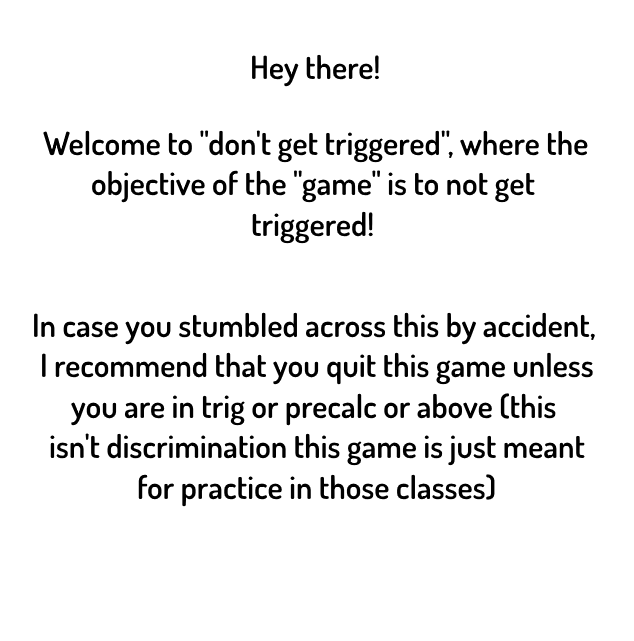 Hey there!
Welcome to "don't get triggered", where the
objective of the "game" is to not get
triggered!
In case you stumbled across this by accident,
I recommend that you quit this game unless
you are in trig or precalc or above (this
isn't discrimination this game is just meant
for practice in those classes)